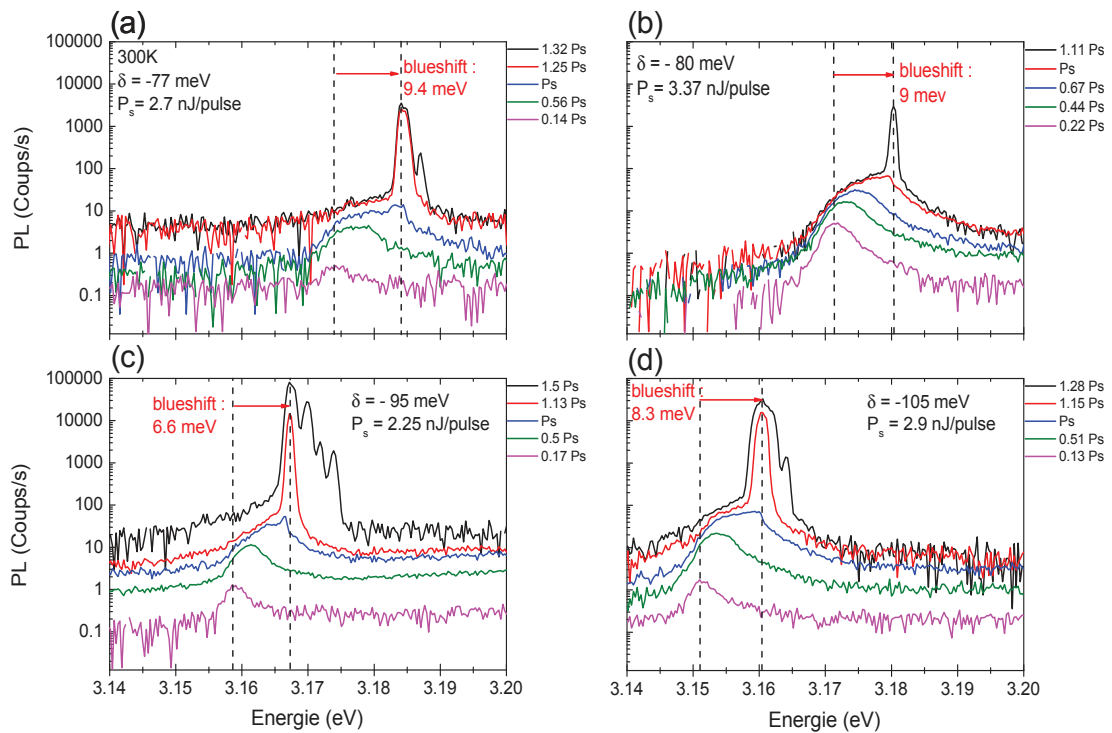 (a)
100000
10000
1000
100
10
1
0.1
PL (Coups/s)
300K
δ = -77 meV
Ps = 2.7 nJ/pulse
blueshift :
9.4 meV
1.32 Ps
1.25 Ps
Ps
0.56 Ps
0.14 Ps
(b)
δ = - 80 meV
Ps = 3.37 nJ/pulse
blueshift :
9 mev
1.11 Ps
Ps
0.67 Ps
0.44 Ps
0.22 Ps
(c)
100000
10000
1000
100
10
1
0.1
PL (Coups/s)
blueshift :
6.6 meV
δ = - 95 meV
Ps = 2.25 nJ/pulse
1.5 Ps
1.13 Ps
Ps
0.5 Ps
0.17 Ps
3.14 3.15 3.16 3.17 3.18 3.19 3.20
Energie (eV)
(d)
blueshift :
8.3 meV
δ = -105 meV
Ps = 2.9 nJ/pulse
1.28 Ps
1.15 Ps
Ps
0.51 Ps
0.13 Ps
3.14 3.15 3.16 3.17 3.18 3.19 3.20
Energie (eV)